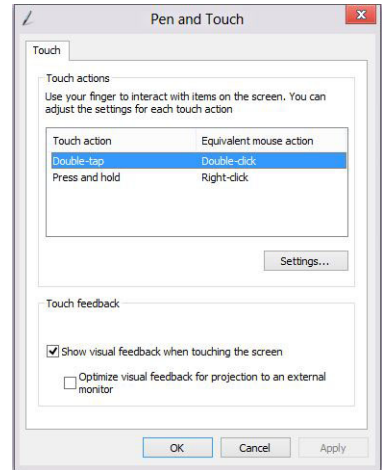 Pen and Touch
Touch
Touch actions
Use your finger to interact with items on the screen. You can
adjust the settings for each touch action
Touch action Equivalent mouse action
Double-tap Double-click
Press and hold Right-click
Settings...
Touch feedback
Show visual feedback when touching the screen
Optimize visual feedback for projection to an external
monitor
OK Cancel Apply